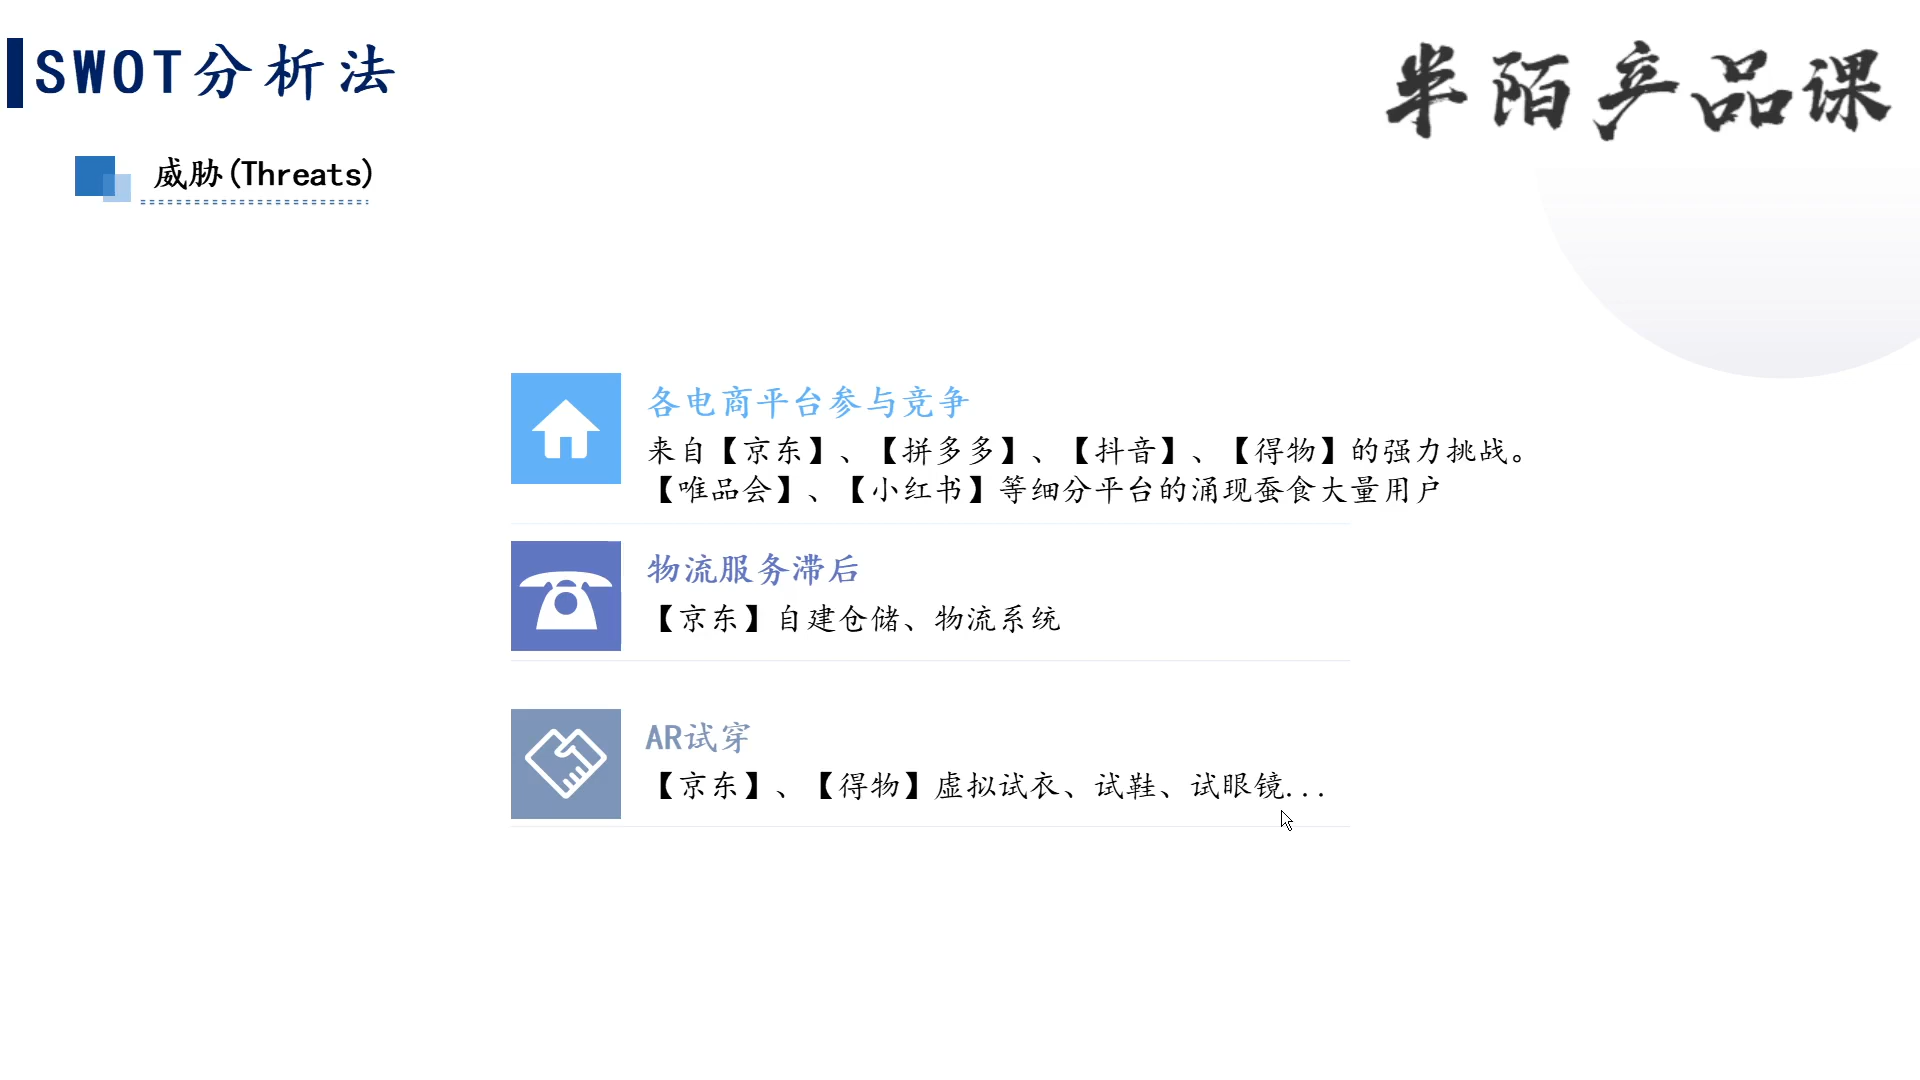 SWOT分析法
半陌产品课
威胁(Threats)
各电商平台参与竞争
来自【京东】、【拼多多】、【抖音】、【得物】的强力挑战。
【唯品会】、【小红书】等细分平台的涌现蚕食大量用户
物流服务滞后
【京东】自建仓储、物流系统
AR试穿
【京东】、【得物】虚拟试衣、试鞋、试眼镜...